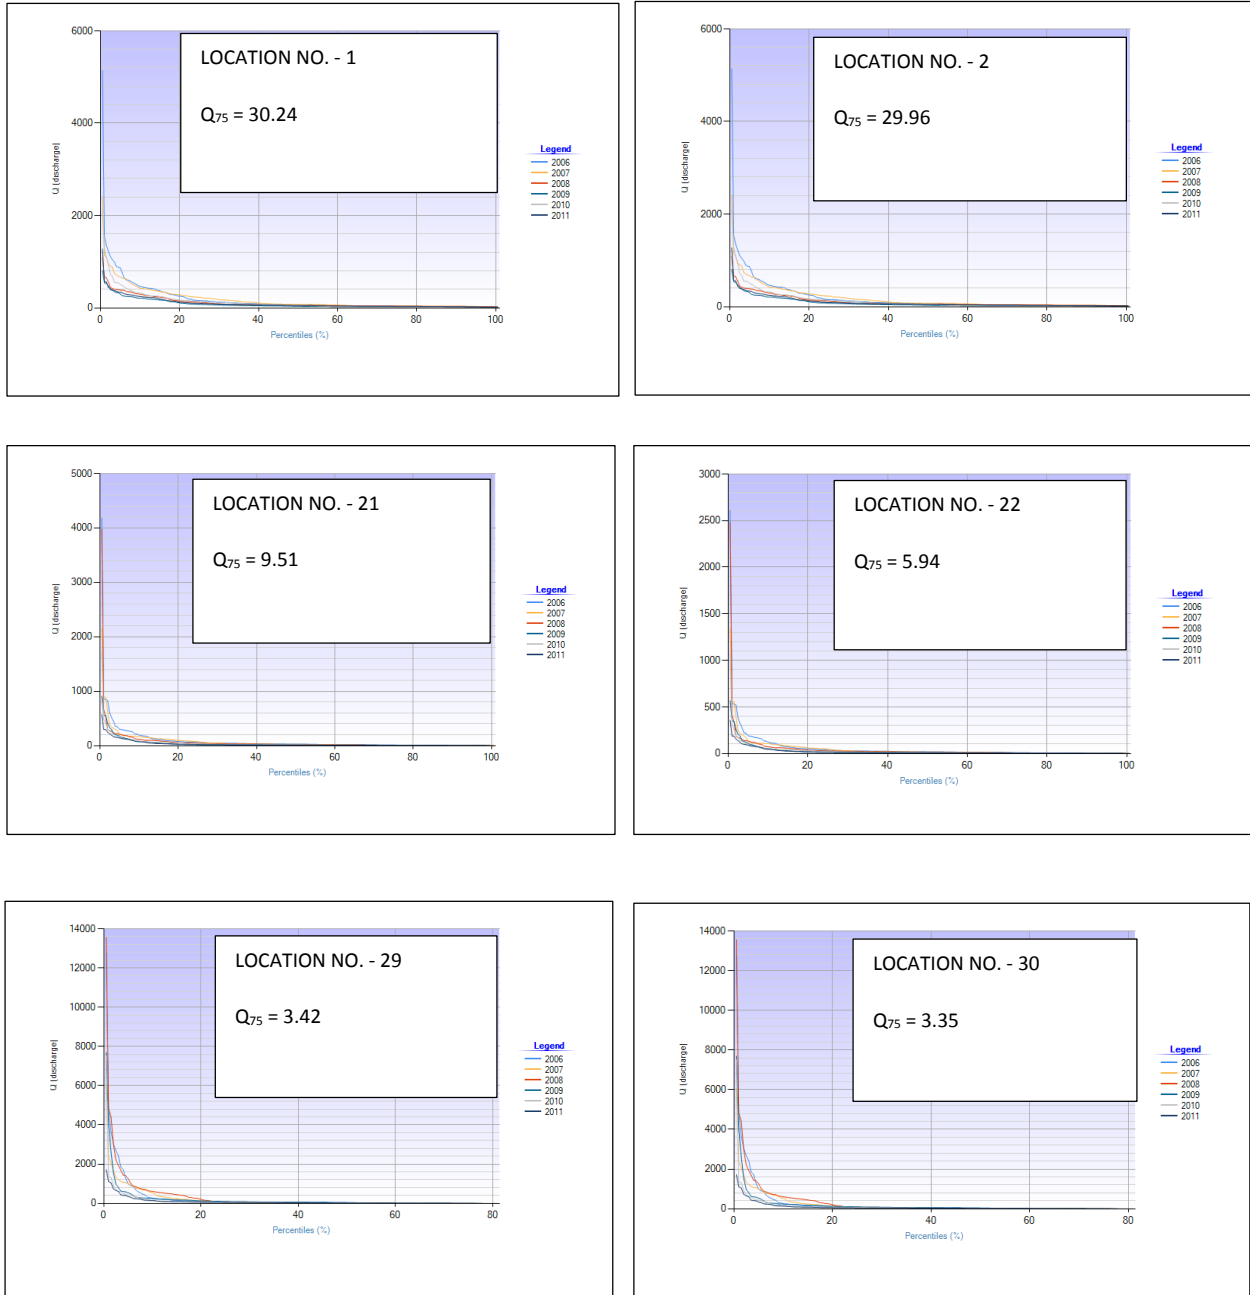 6000
4000
2000
0
Q (discharge)
LOCATION NO. - 1
Q75 = 30.24
Legend
2006
2007
2008
2009
2010
2011
0 20 40 60 80 100
Percentiles (%)
6000
4000
2000
0
Q (discharge)
LOCATION NO. - 2
Q75 = 29.96
Legend
2006
2007
2008
2009
2010
2011
0 20 40 60 80 100
Percentiles (%)
5000
4000
3000
2000
1000
0
Q (discharge)
LOCATION NO. - 21
Q75 = 9.51
Legend
2006
2007
2008
2009
2010
2011
0 20 40 60 80 100
Percentiles (%)
3000
2500
2000
1500
1000
500
0
Q (discharge)
LOCATION NO. - 22
Q75 = 5.94
Legend
2006
2007
2008
2009
2010
2011
0 20 40 60 80 100
Percentiles (%)
14000
12000
10000
8000
6000
4000
2000
0
Q (discharge)
LOCATION NO. - 29
Q75 = 3.42
Legend
2006
2007
2008
2009
2010
2011
0 20 40 60 80
Percentiles (%)
14000
12000
10000
8000
6000
4000
2000
0
Q (discharge)
LOCATION NO. - 30
Q75 = 3.35
Legend
2006
2007
2008
2009
2010
2011
0 20 40 60 80
Percentiles (%)